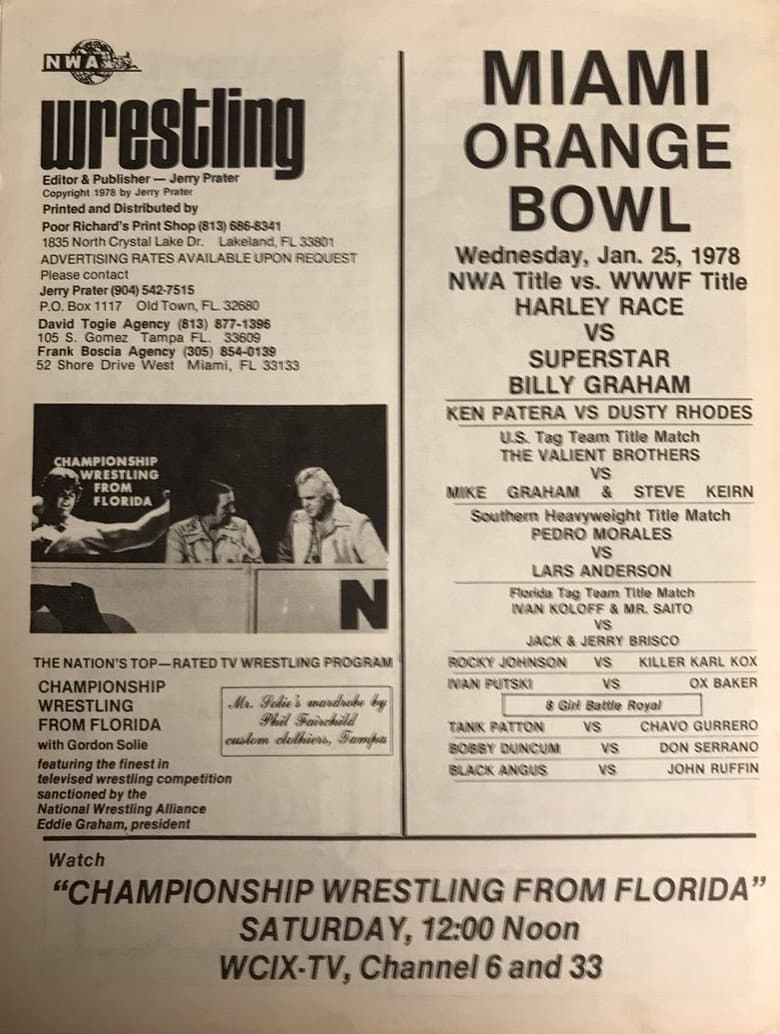 NWA
wrestling
Editor & Publisher — Jerry Prater
Copyright 1978 by Jerry Prater
Printed and Distributed by
Poor Richard's Print Shop (813) 686-8341
1835 North Crystal Lake Dr. Lakeland, FL 33801
ADVERTISING RATES AVAILABLE UPON REQUEST
Please contact
Jerry Prater (904) 542-7515
P.O. Box 1117 Old Town, FL. 32680
David Togie Agency (813) 877-1396
105 S. Gomez Tampa FL. 33609
Frank Boscia Agency (305) 854-0139
52 Shore Drive West Miami, FL 33133
CHAMPIONSHIP
WRESTLING
FROM
FLORIDA
N
THE NATION'S TOP—RATED TV WRESTLING PROGRAM
CHAMPIONSHIP
WRESTLING
FROM FLORIDA
with Gordon Solie
featuring the finest in
televised wrestling competition
sanctioned by the
National Wrestling Alliance
Eddie Graham, president
Mr. Solie's wardrobe by
Phil Fairchild
custom clothiers, Tampa
MIAMI
ORANGE
BOWL
Wednesday, Jan. 25, 1978
NWA Title vs. WWWF Title
HARLEY RACE
VS
SUPERSTAR
BILLY GRAHAM
KEN PATERA VS DUSTY RHODES
U.S. Tag Team Title Match
THE VALIENT BROTHERS
VS
MIKE GRAHAM & STEVE KEIRN
Southern Heavyweight Title Match
PEDRO MORALES
VS
LARS ANDERSON
Florida Tag Team Title Match
IVAN KOLOFF & MR. SAITO
VS
JACK & JERRY BRISCO
ROCKY JOHNSON VS KILLER KARL KOX
IVAN PUTSKI VS OX BAKER
8 Girl Battle Royal
TANK PATTON VS CHAVO GURRERO
BOBBY DUNCUM VS DON SERRANO
BLACK ANGUS VS JOHN RUFFIN
Watch
"CHAMPIONSHIP WRESTLING FROM FLORIDA"
SATURDAY, 12:00 Noon
WCIX-TV, Channel 6 and 33